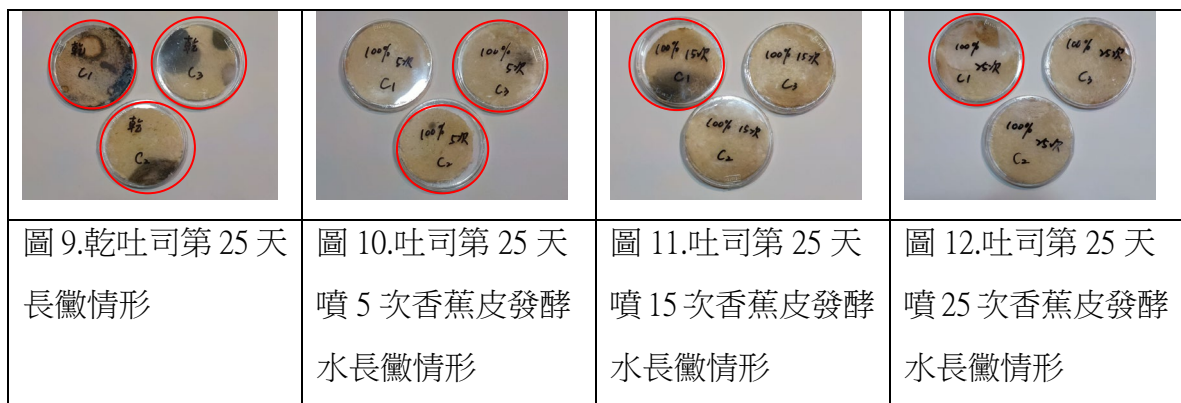 乾
C1
乾
C3
乾
C2
100%
5次
C1
100%
5次
C3
100% 5次
C2
100% 15次
C1
100% 15次
C3
100% 15次
C2
100%
C1 25次
100% 25次
C3
100% 25次
C2
圖 9.乾吐司第 25 天
長黴情形
圖 10.吐司第 25 天
噴 5 次香蕉皮發酵
水長黴情形
圖 11.吐司第 25 天
噴 15 次香蕉皮發酵
水長黴情形
圖 12.吐司第 25 天
噴 25 次香蕉皮發酵
水長黴情形